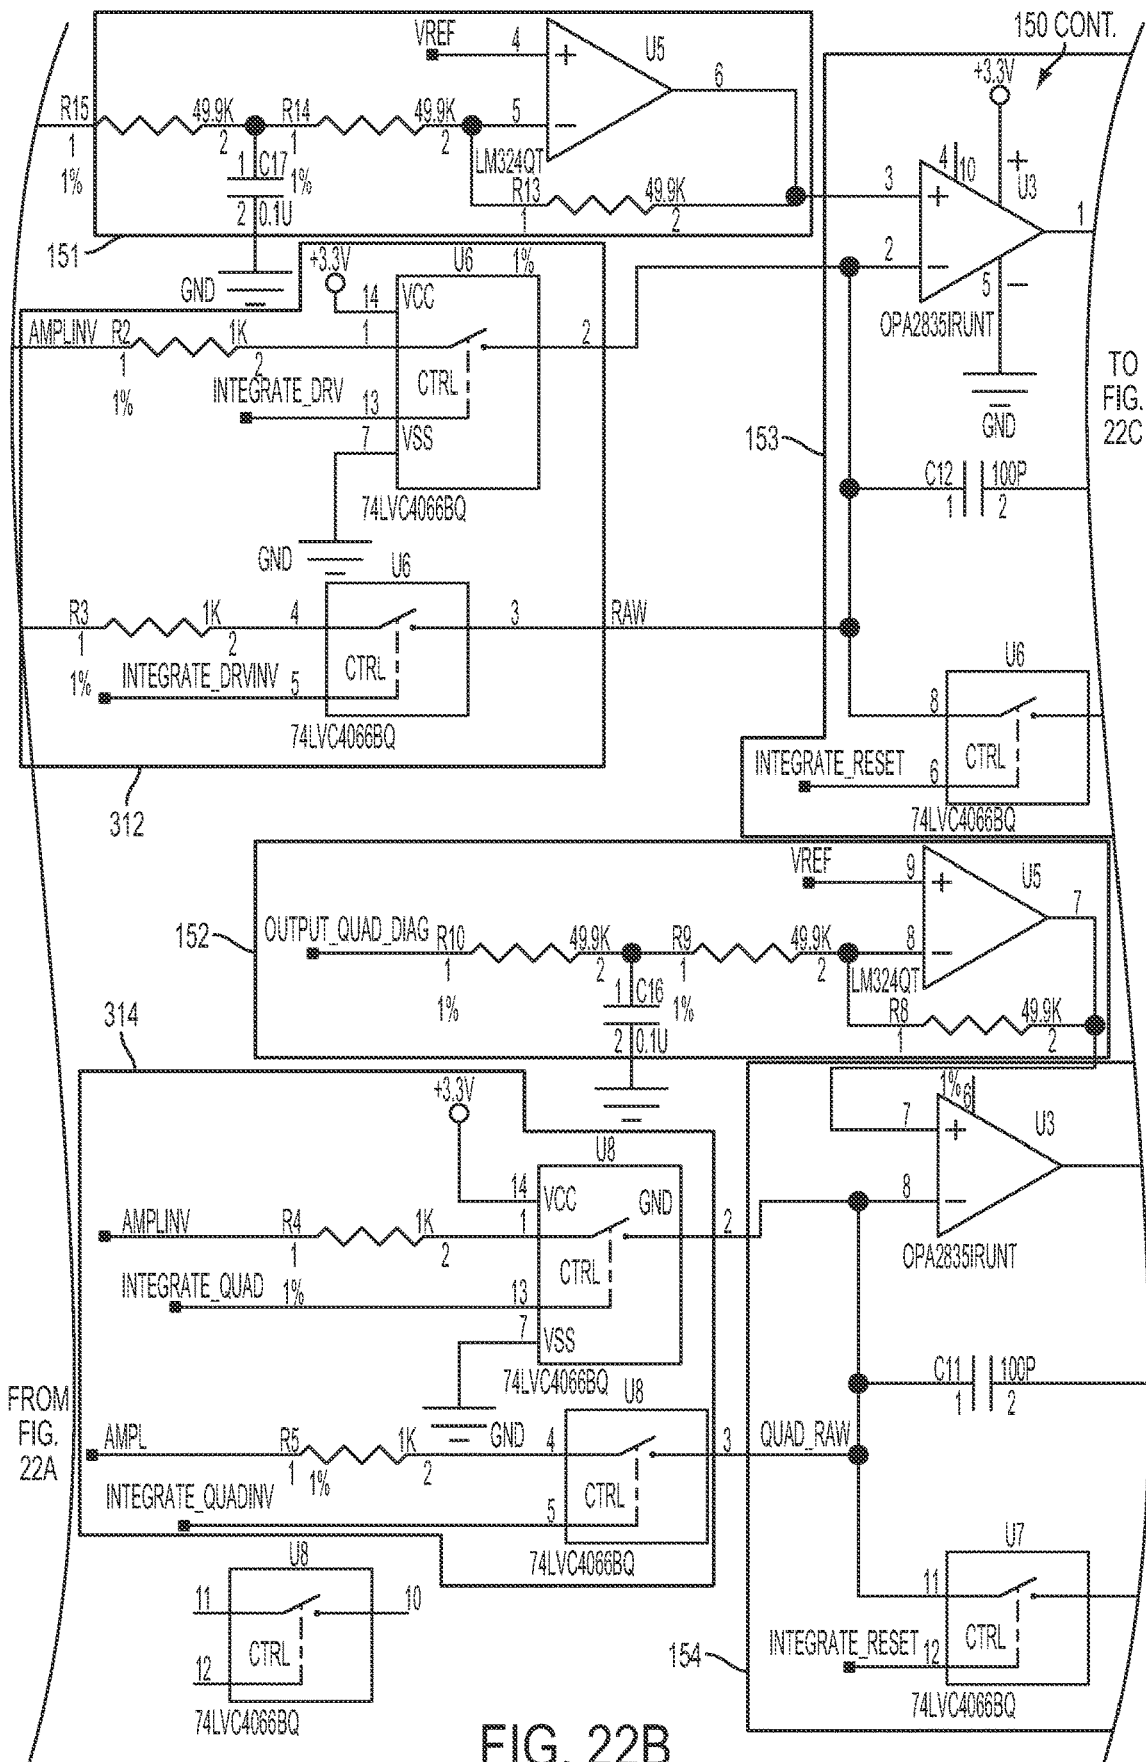 150 CONT.
VREF
4
+
U5
6
+3.3V
R15
49.9K
R14
49.9K
5
−
1
2
1
2
1%
1
C17
1%
LM324QT
R13
49.9K
2
0.1U
1
2
4
10
+
U3
3
+
1
2
−
5
−
OPA2835IRUNT
151
GND
+3.3V
U6
1%
14
VCC
AMPLINV
R2
1K
1
2
1
2
1%
INTEGRATE_DRV
13
CTRL
7
VSS
74LVC4066BQ
GND
GND
TO
FIG.
22C
153
C12
100P
1
2
U6
R3
1K
4
3
RAW
1
2
1%
INTEGRATE_DRVINV
5
CTRL
74LVC4066BQ
312
U6
8
INTEGRATE_RESET
CTRL
6
74LVC4066BQ
VREF
9
+
U5
7
152
OUTPUT_QUAD_DIAG
R10
49.9K
R9
49.9K
8
−
1
2
1
2
1%
1
C16
1%
LM324QT
R8
49.9K
2
0.1U
1
2
314
+3.3V
1%
6
7
+
U3
8
−
OPA2835IRUNT
U8
14
VCC
GND
AMPLINV
R4
1K
1
2
1
2
INTEGRATE_QUAD
1%
13
CTRL
7
VSS
74LVC4066BQ
C11
100P
1
2
FROM
FIG.
22A
U8
AMPL
R5
1K
GND
4
3
QUAD_RAW
1
1%
2
INTEGRATE_QUADINV
5
CTRL
74LVC4066BQ
U8
11
10
CTRL
12
74LVC4066BQ
U7
11
INTEGRATE_RESET
12
CTRL
74LVC4066BQ
154
FIG. 22B